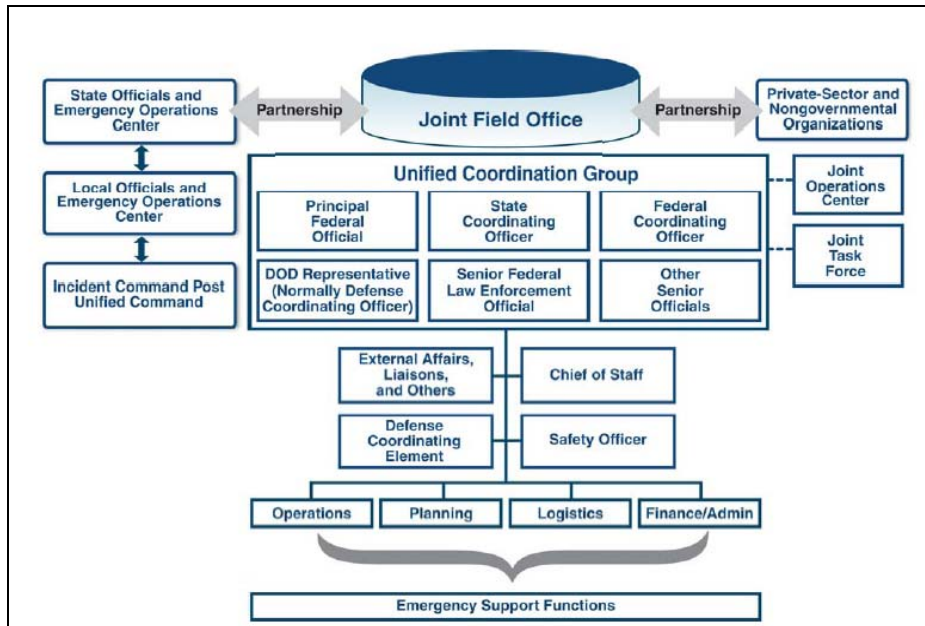 State Officials and
Emergency Operations
Center
Partnership
Joint Field Office
Partnership
Private-Sector and
Nongovernmental
Organizations
Local Officials and
Emergency Operations
Center
Incident Command Post
Unified Command
Unified Coordination Group
Principal
Federal
Official
State
Coordinating
Officer
Federal
Coordinating
Officer
DOD Representative
(Normally Defense
Coordinating Officer)
Senior Federal
Law Enforcement
Official
Other
Senior
Officials
Joint
Operations
Center
Joint
Task
Force
External Affairs,
Liaisons,
and Others
Chief of Staff
Defense
Coordinating
Element
Safety Officer
Operations
Planning
Logistics
Finance/Admin
Emergency Support Functions